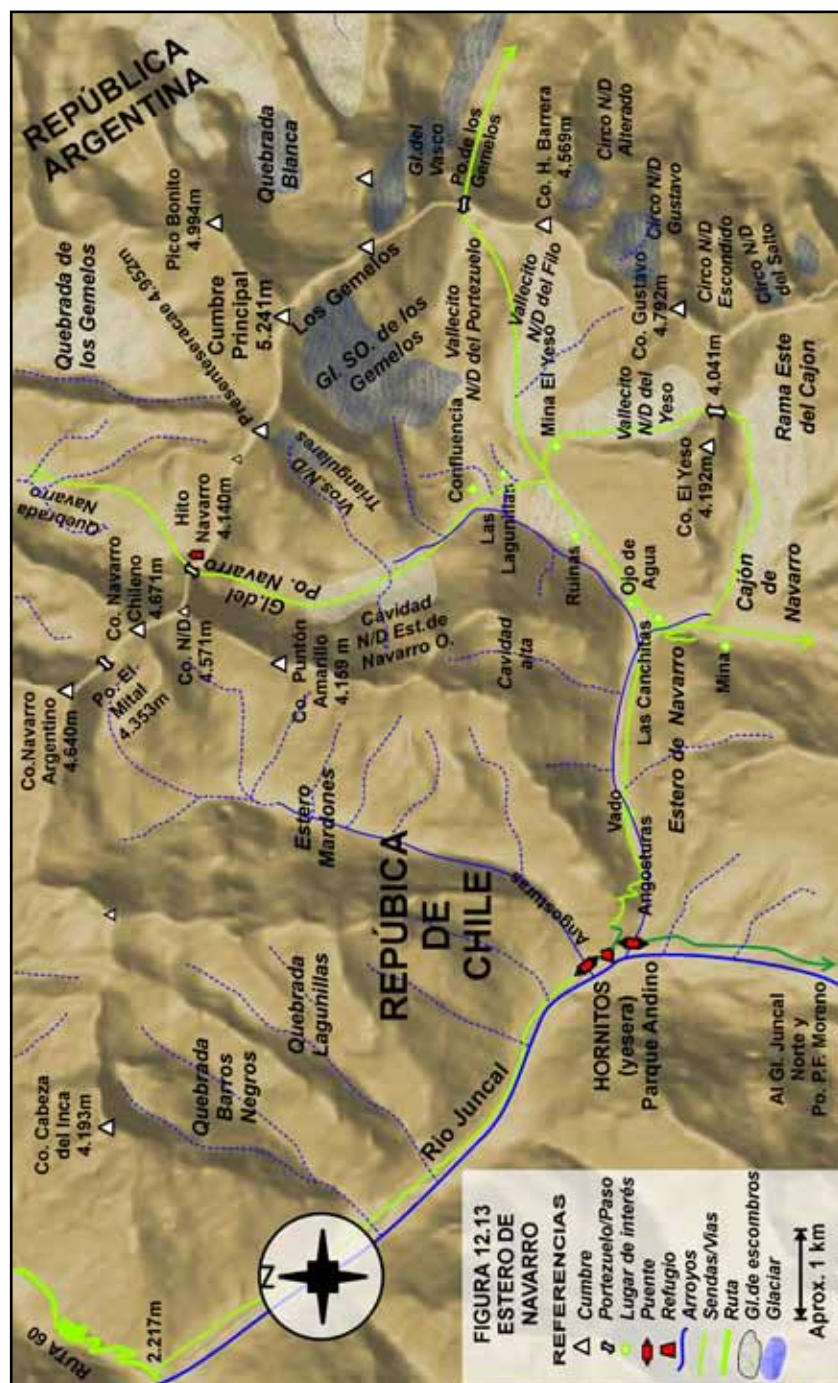 REPÚBLICA
ARGENTINA
Quebrada de
los Gemelos
Pico Bonito
4.994m
Quebrada
Blanca
Cumbre
Principal
5.241m
Presenteseracae 4.952m
Los Gemelos
Gl. SO. de los
Gemelos
Gl.del
Vasco
Po.de los
Gemelos
Co. H. Barrera
4.569m
Circo N/D
Alterado
Circo N/D
Gustavo
Co. Gustavo
4.792m
Circo N/D
Escondido
Circo N/D
del Salto
Vallecito
N/D del Portezuelo
Vallecito
N/D del Filo
Mina El Yeso
Vallecito
N/D del
Yeso
4.041m
Co. El Yeso
4.192m
Rama Este
del Cajon
Quebrada
Navarro
Hito
Navarro
4.140m
Vros.N/D
Triangulares
Confluencia
Las
Lagunillas
Ruinas
Ojo de
Agua
Cajón
de
Navarro
Co.Navarro
Argentino
4.640m
Po. El
Mital
4.353m
Co. Navarro
Chileno
4.671m
Co. N/D
4.571m
Gl.del
Po. Navarro
Co. Puntón
Amarillo
4.159 m
Cavidad
N/D Est.de
Navarro O.
Cavidad
alta
Las Canchitas
Estero de Navarro
Mina
Vado
Angosturas
Estero
Mardones
Angosturas
REPÚBICA
DE
CHILE
Co. Cabeza
del Inca
4.193m
Quebrada
Barros
Negros
Quebrada
Lagunillas
Rio Juncal
HORNITOS
(yesera)
Parque Andino
Al Gl. Juncal
Norte y
Po. P.F. Moreno
RUTA 60
2.217m
N
FIGURA 12.13
ESTERO DE
NAVARRO
REFERENCIAS
Cumbre
Portezuelo/Paso
Lugar de interés
Puente
Refugio
Arroyos
Sendas/Vias
Ruta
Gl.de escombros
Glaciar
Aprox. 1 km